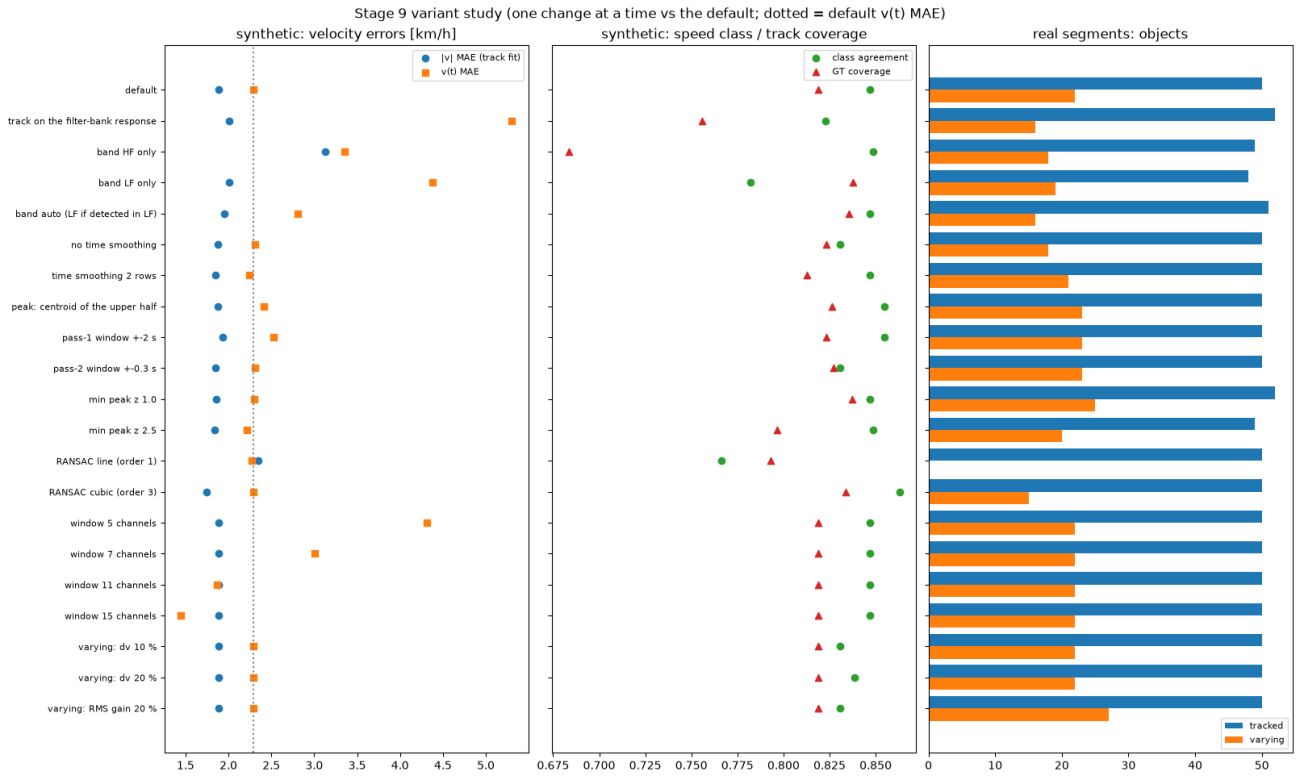 Stage 9 variant study (one change at a time vs the default; dotted = default v(t) MAE)
synthetic: velocity errors [km/h]
synthetic: speed class / track coverage
real segments: objects
|v| MAE (track fit)
v(t) MAE
class agreement
GT coverage
default
track on the filter-bank response
band HF only
band LF only
band auto (LF if detected in LF)
no time smoothing
time smoothing 2 rows
peak: centroid of the upper half
pass-1 window +-2 s
pass-2 window +-0.3 s
min peak z 1.0
min peak z 2.5
RANSAC line (order 1)
RANSAC cubic (order 3)
window 5 channels
window 7 channels
window 11 channels
window 15 channels
varying: dv 10 %
varying: dv 20 %
varying: RMS gain 20 %
tracked
varying
1.5 2.0 2.5 3.0 3.5 4.0 4.5 5.0
0.675 0.700 0.725 0.750 0.775 0.800 0.825 0.850
0 10 20 30 40 50